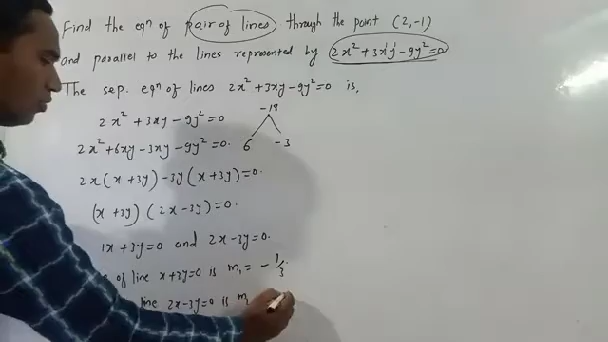 Find the eqn of pair of lines through the point (2,-1)
and parallel to the lines represented by 2x²+3xy-9y²=0
The sep. eqn of lines 2x²+3xy-9y²=0 is,
2x²+3xy-9y²=0
-18
2x²+6xy-3xy-9y²=0. 6 -3
2x(x+3y)-3y(x+3y)=0.
(x+3y)(2x-3y)=0.
1x+3y=0 and 2x-3y=0.
of line x+3y=0 is m₁ = -1/3.
line 2x-3y=0 is m₂